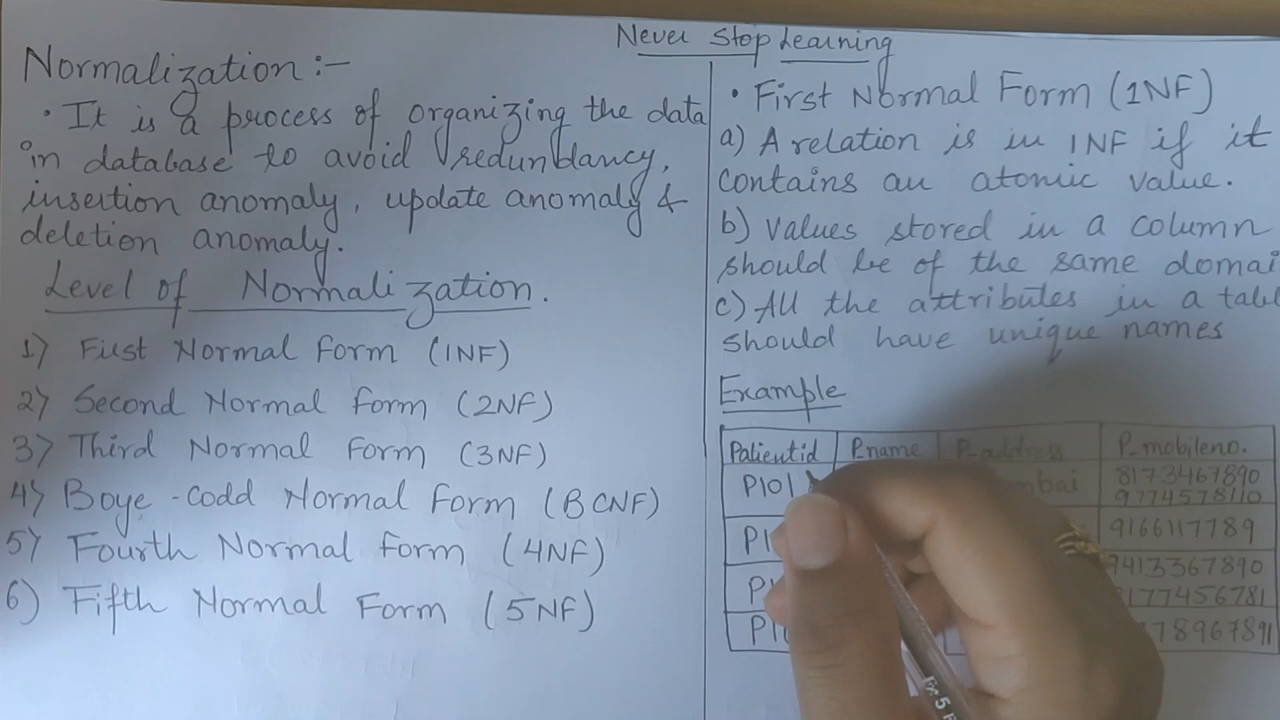 Never Stop Learning
Normalization :-
• It is a process of organizing the data
in database to avoid redundancy,
insertion anomaly, update anomaly &
deletion anomaly.
Level of Normalization.
1) First Normal Form (1NF)
2) Second Normal Form (2NF)
3) Third Normal Form (3NF)
4) Boye-Codd Normal Form (BCNF)
5) Fourth Normal Form (4NF)
6) Fifth Normal Form (5NF)
• First Normal Form (1NF)
a) A relation is in 1NF if it
contains an atomic value.
b) Values stored in a column
should be of the same domai
c) All the attributes in a tabl
should have unique names
Example
Patientid P_name P_address P_mobileno.
P101 8173467890
9774578110
9166117789
9413367890